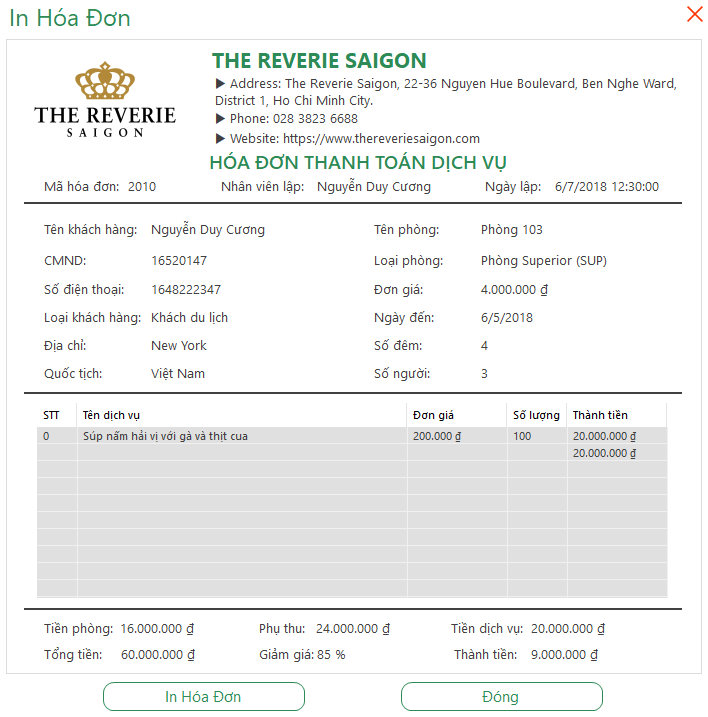 In Hóa Đơn
THE REVERIE
SAIGON
THE REVERIE SAIGON
▶ Address: The Reverie Saigon, 22-36 Nguyen Hue Boulevard, Ben Nghe Ward,
District 1, Ho Chi Minh City.
▶ Phone: 028 3823 6688
▶ Website: https://www.thereveriesaigon.com
HÓA ĐƠN THANH TOÁN DỊCH VỤ
Mã hóa đơn: 2010 Nhân viên lập: Nguyễn Duy Cương Ngày lập: 6/7/2018 12:30:00
Tên khách hàng: Nguyễn Duy Cương Tên phòng: Phòng 103
CMND: 16520147 Loại phòng: Phòng Superior (SUP)
Số điện thoại: 1648222347 Đơn giá: 4.000.000 ₫
Loại khách hàng: Khách du lịch Ngày đến: 6/5/2018
Địa chỉ: New York Số đêm: 4
Quốc tịch: Việt Nam Số người: 3
STT Tên dịch vụ Đơn giá Số lượng Thành tiền
0 Súp nấm hải vị với gà và thịt cua 200.000 ₫ 100 20.000.000 ₫
20.000.000 ₫
Tiền phòng: 16.000.000 ₫ Phụ thu: 24.000.000 ₫ Tiền dịch vụ: 20.000.000 ₫
Tổng tiền: 60.000.000 ₫ Giảm giá: 85 % Thành tiền: 9.000.000 ₫
In Hóa Đơn Đóng